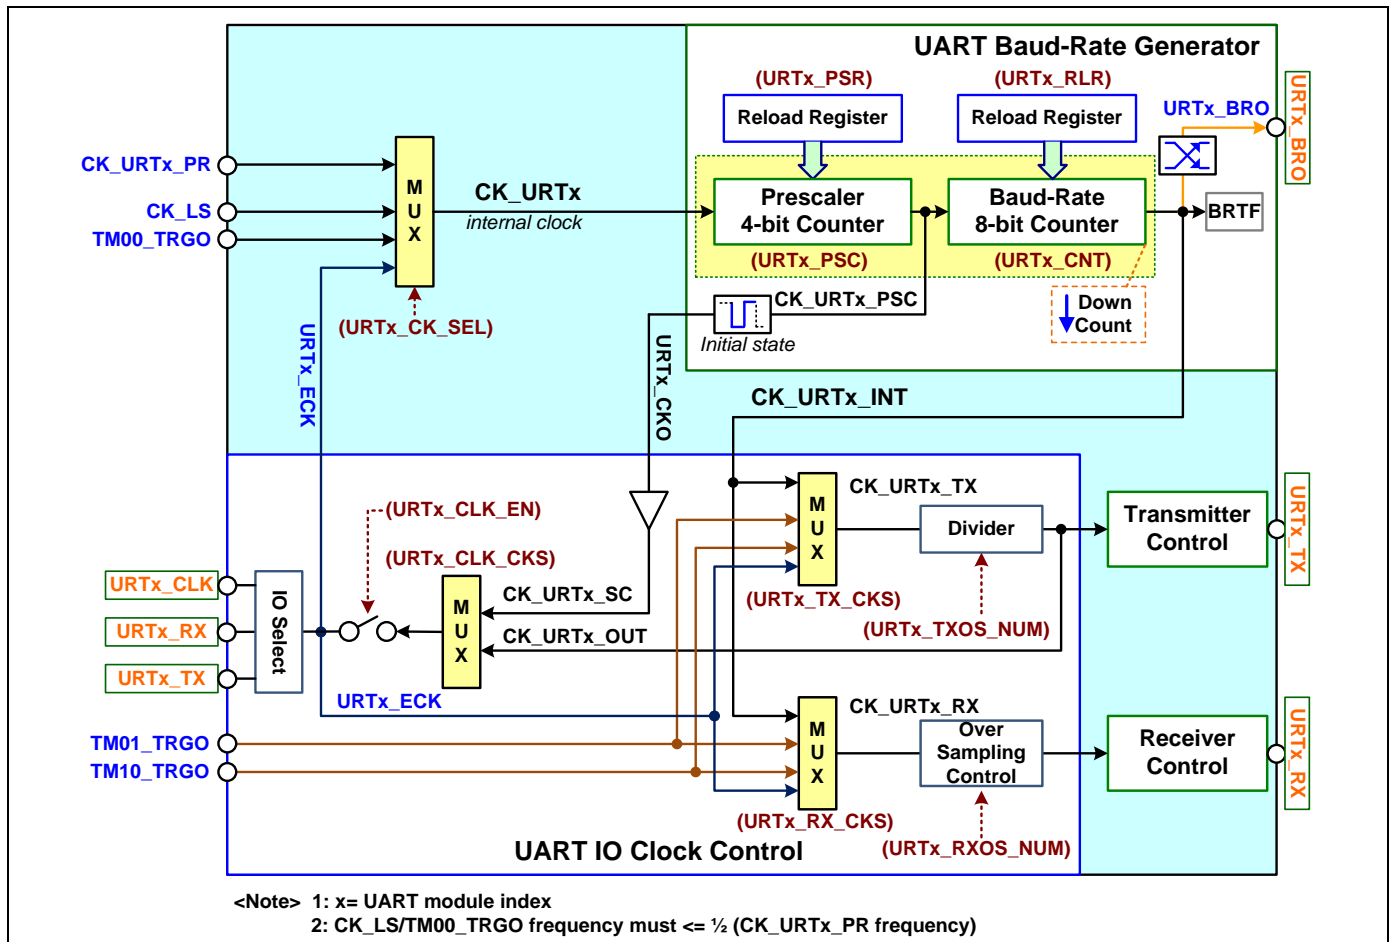 UART Baud-Rate Generator
(URTx_PSR)
(URTx_RLR)
Reload Register
Reload Register
URTx_BRO
URTx_BRO
CK_URTx_PR
CK_LS
TM00_TRGO
MUX
CK_URTx
internal clock
Prescaler
4-bit Counter
Baud-Rate
8-bit Counter
BRTF
(URTx_PSC)
(URTx_CNT)
CK_URTx_PSC
Down
Count
(URTx_CK_SEL)
Initial state
URTx_ECK
URTx_CKO
CK_URTx_INT
(URTx_CLK_EN)
(URTx_CLK_CKS)
MUX
CK_URTx_TX
Divider
Transmitter
Control
URTx_TX
URTx_CLK
URTx_RX
URTx_TX
IO Select
MUX
CK_URTx_SC
CK_URTx_OUT
(URTx_TX_CKS)
(URTx_TXOS_NUM)
URTx_ECK
TM01_TRGO
TM10_TRGO
MUX
CK_URTx_RX
Over
Sampling
Control
Receiver
Control
URTx_RX
(URTx_RX_CKS)
(URTx_RXOS_NUM)
UART IO Clock Control
<Note> 1: x= UART module index
2: CK_LS/TM00_TRGO frequency must <= ½ (CK_URTx_PR frequency)